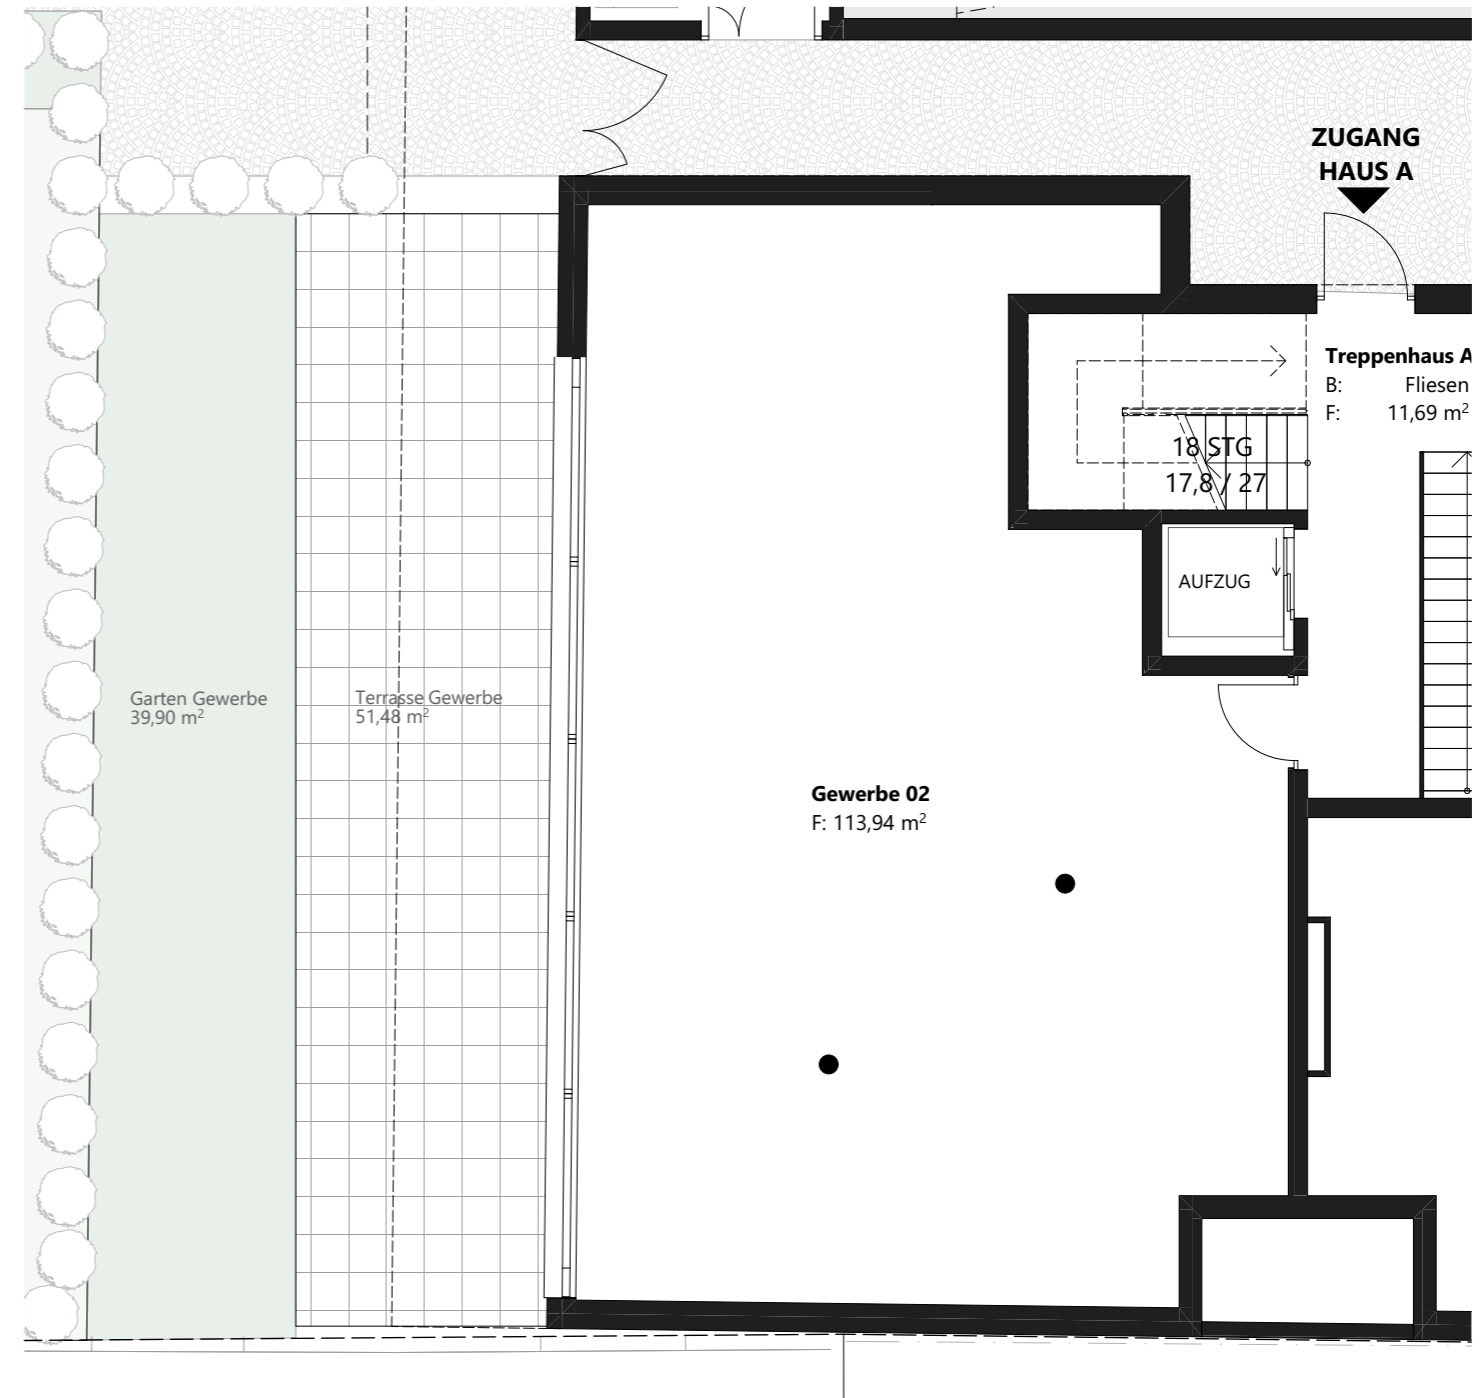 ZUGANG
HAUS A
Treppenhaus A
B: Fliesen
F: 11,69 m²
18 STG
17,8 / 27
AUFZUG
Garten Gewerbe
39,90 m²
Terrasse Gewerbe
51,48 m²
Gewerbe 02
F: 113,94 m²